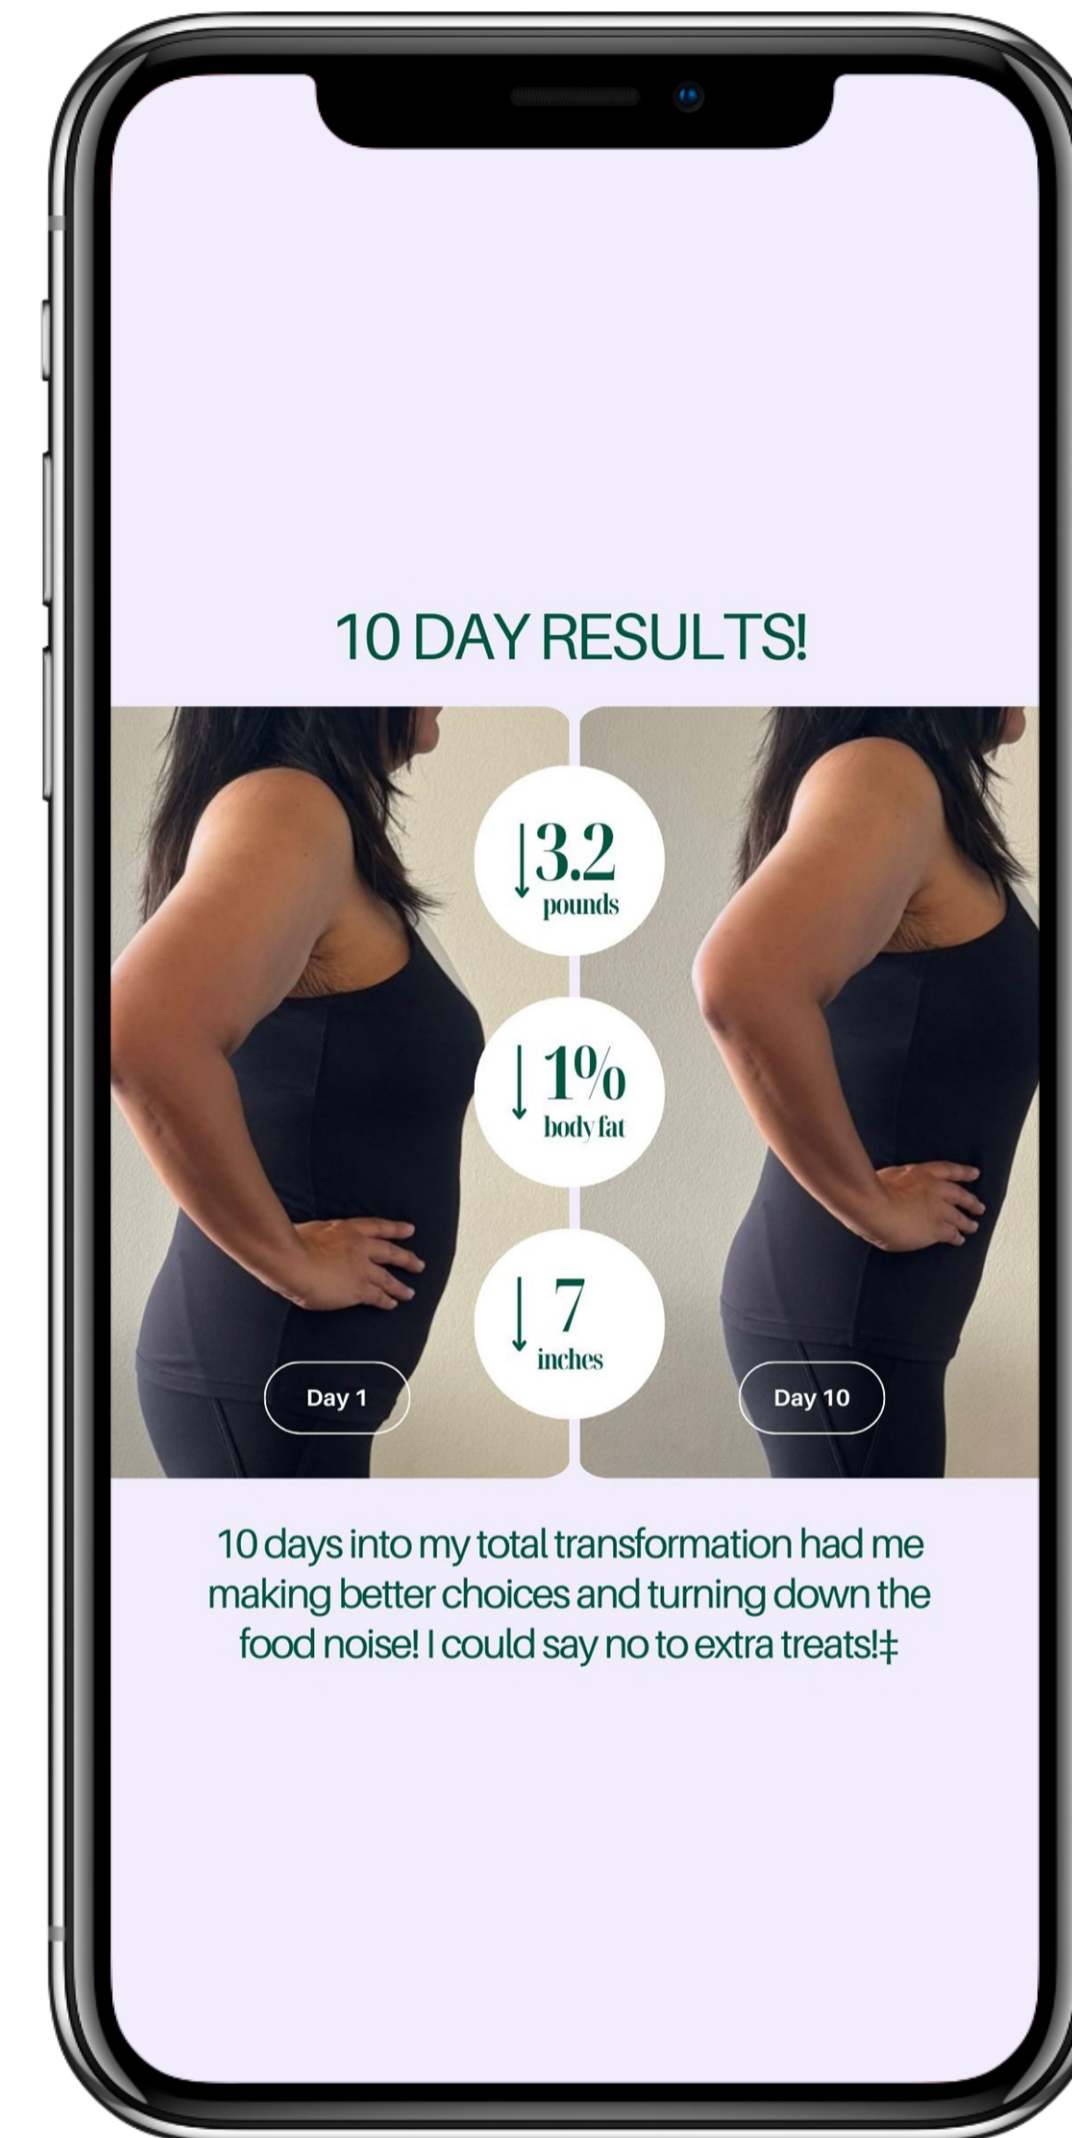 10 DAY RESULTS!
↓3.2
pounds
↓ 1%
body fat
↓ 7
inches
Day 1
Day 10
10 days into my total transformation had me
making better choices and turning down the
food noise! I could say no to extra treats!‡